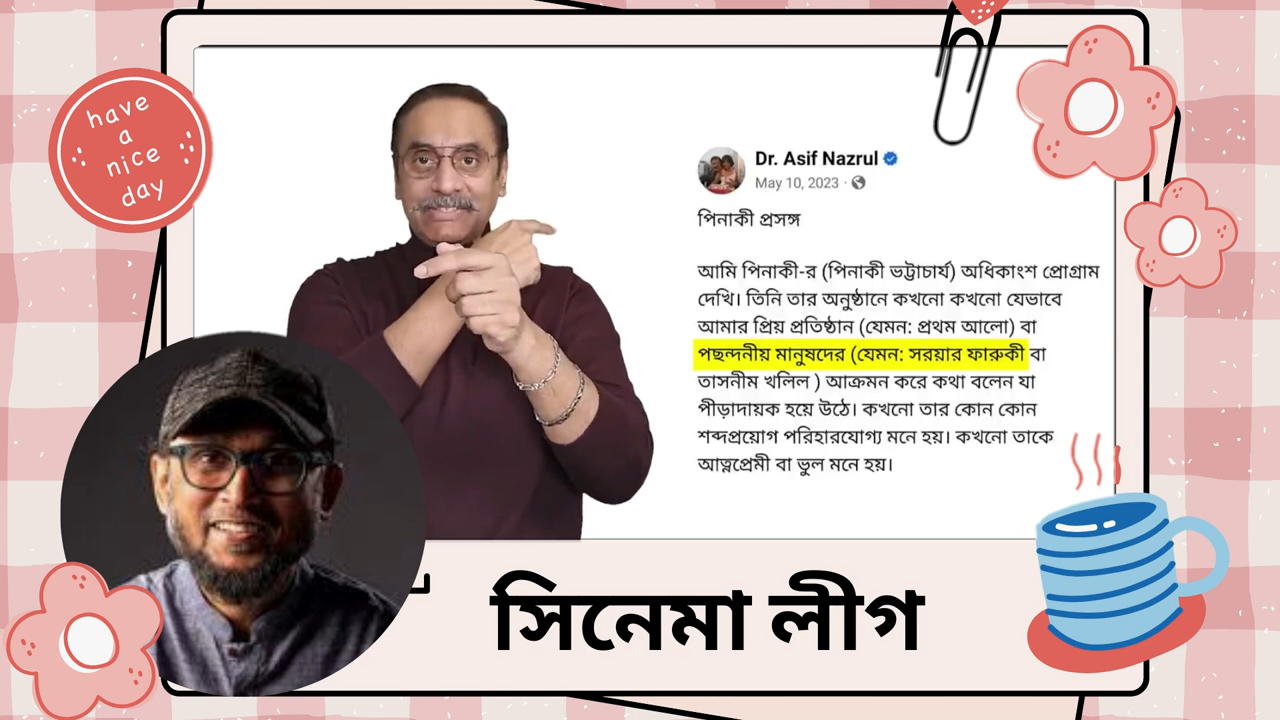 have
a
nice
day
Dr. Asif Nazrul
May 10, 2023 ·
পিনাকী প্রসঙ্গ
আমি পিনাকী-র (পিনাকী ভট্টাচার্য) অধিকাংশ প্রোগ্রাম
দেখি। তিনি তার অনুষ্ঠানে কখনো কখনো যেভাবে
আমার প্রিয় প্রতিষ্ঠান (যেমন: প্রথম আলো) বা
পছন্দনীয় মানুষদের (যেমন: সরয়ার ফারুকী বা
তাসনীম খলিল ) আক্রমন করে কথা বলেন যা
পীড়াদায়ক হয়ে উঠে। কখনো তার কোন কোন
শব্দপ্রয়োগ পরিহারযোগ্য মনে হয়। কখনো তাকে
আত্নপ্রেমী বা ভুল মনে হয়।
সিনেমা লীগ